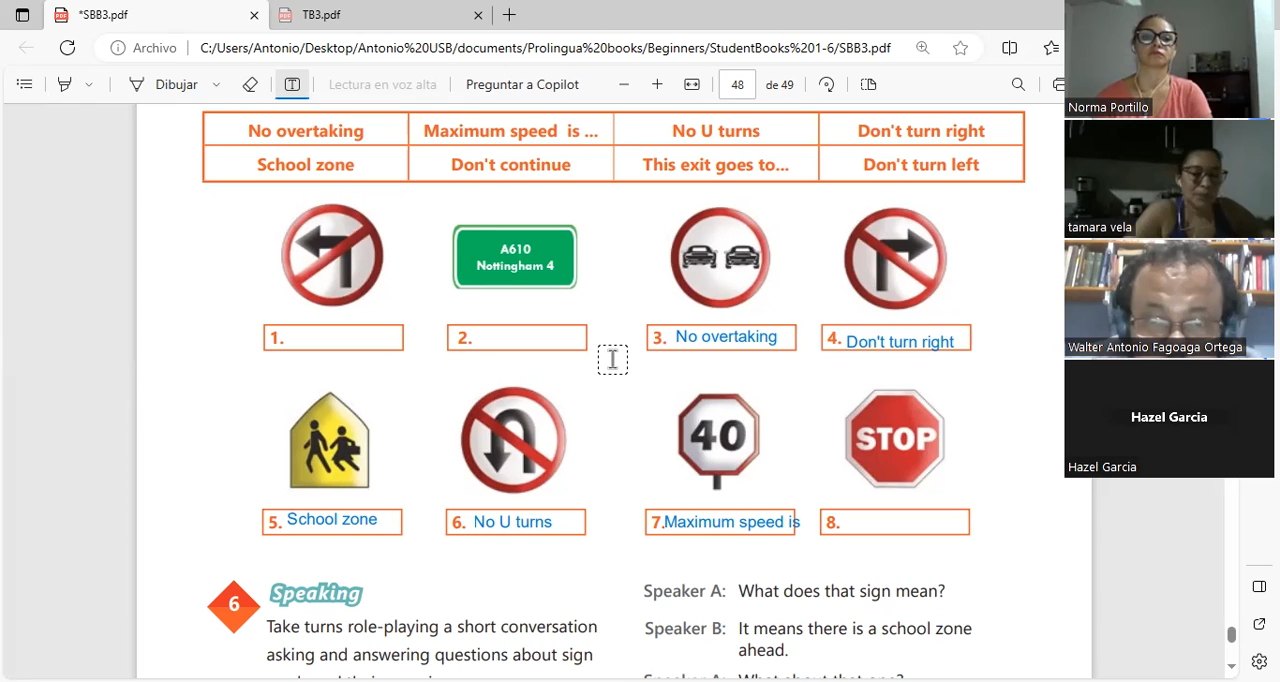 *SBB3.pdf
TB3.pdf
Archivo
C:/Users/Antonio/Desktop/Antonio%20USB/documents/Prolingua%20books/Beginners/StudentBooks%201-6/SBB3.pdf
Dibujar
Lectura en voz alta
Preguntar a Copilot
48
de 49
No overtaking
Maximum speed is ...
No U turns
Don't turn right
School zone
Don't continue
This exit goes to...
Don't turn left
A610
Nottingham 4
1.
2.
3. No overtaking
4. Don't turn right
40
STOP
5. School zone
6. No U turns
7. Maximum speed is
8.
6
Speaking
Take turns role-playing a short conversation
asking and answering questions about sign
Speaker A: What does that sign mean?
Speaker B: It means there is a school zone
ahead.
Norma Portillo
tamara vela
Walter Antonio Fagoaga Ortega
Hazel Garcia
Hazel Garcia